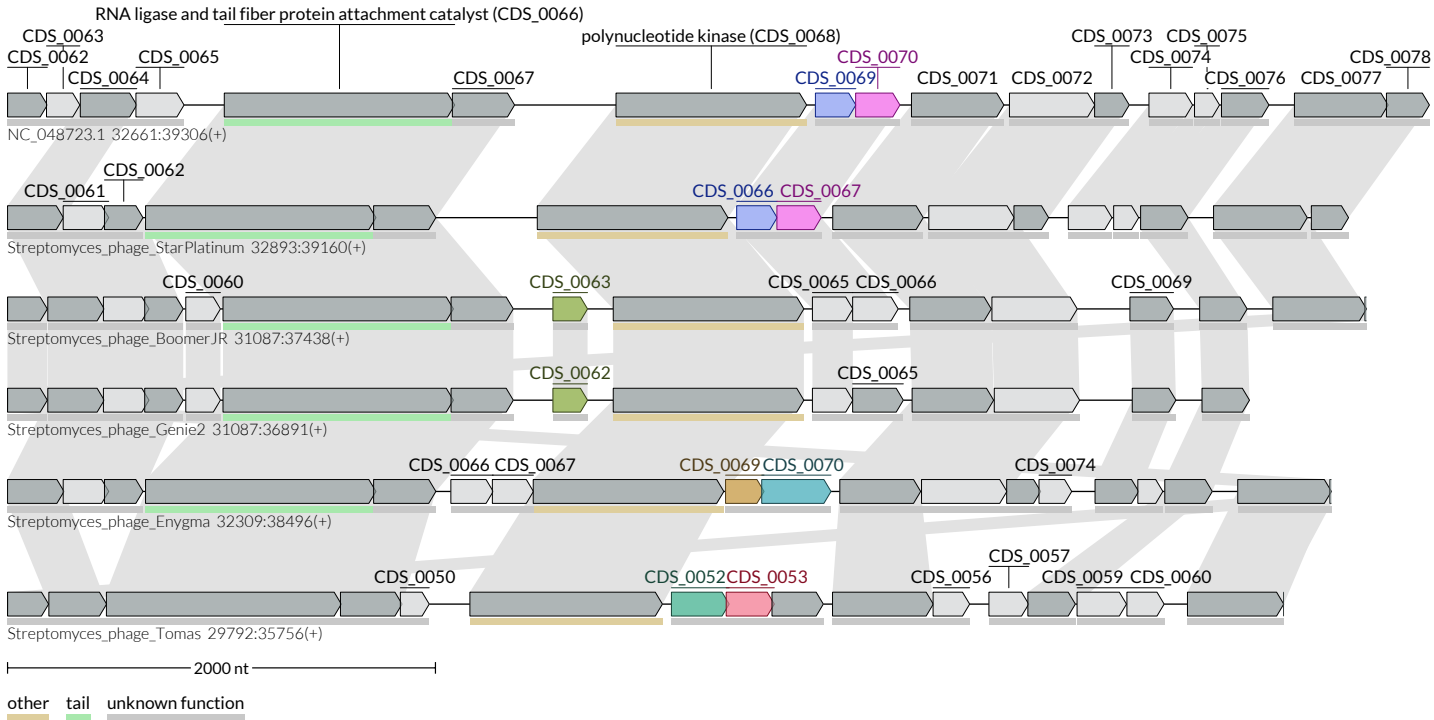 RNA ligase and tail fiber protein attachment catalyst (CDS_0066)
CDS_0063 polynucleotide kinase (CDS_0068) CDS_0073 CDS_0075
CDS_0062 CDS_0065 CDS_0070 CDS_0074 CDS_0078
CDS_0064 CDS_0067 CDS_0069 CDS_0071 CDS_0072 CDS_0076 CDS_0077
NC_048723.1 32661:39306(+)
CDS_0062
CDS_0061 CDS_0066 CDS_0067
Streptomyces_phage_StarPlatinum 32893:39160(+)
CDS_0060 CDS_0063 CDS_0065 CDS_0066 CDS_0069
Streptomyces_phage_BoomerJR 31087:37438(+)
CDS_0062 CDS_0065
Streptomyces_phage_Genie2 31087:36891(+)
CDS_0066 CDS_0067 CDS_0069 CDS_0070 CDS_0074
Streptomyces_phage_Enygma 32309:38496(+)
CDS_0057
CDS_0050 CDS_0052 CDS_0053 CDS_0056 CDS_0059 CDS_0060
Streptomyces_phage_Tomas 29792:35756(+)
2000 nt
other tail unknown function